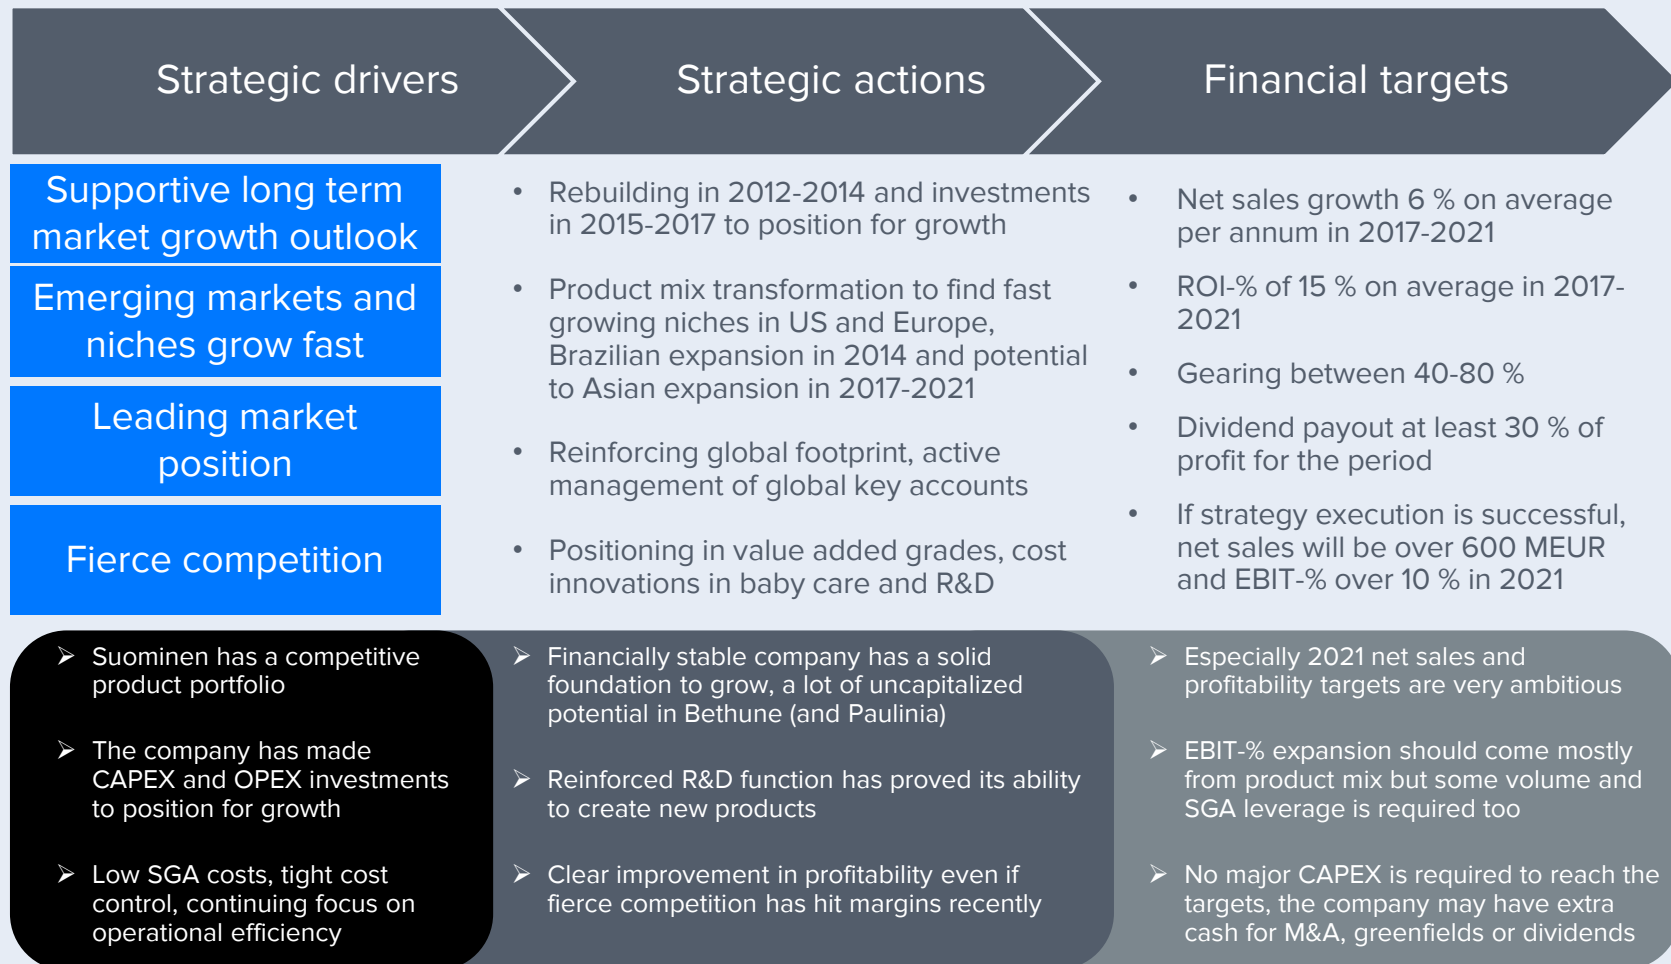 Strategic drivers
Strategic actions
Financial targets
Supportive long term
market growth outlook
Emerging markets and
niches grow fast
Leading market
position
Fierce competition
• Rebuilding in 2012-2014 and investments
in 2015-2017 to position for growth
• Product mix transformation to find fast
growing niches in US and Europe,
Brazilian expansion in 2014 and potential
to Asian expansion in 2017-2021
• Reinforcing global footprint, active
management of global key accounts
• Positioning in value added grades, cost
innovations in baby care and R&D
• Net sales growth 6 % on average
per annum in 2017-2021
• ROI-% of 15 % on average in 2017-
2021
• Gearing between 40-80 %
• Dividend payout at least 30 % of
profit for the period
• If strategy execution is successful,
net sales will be over 600 MEUR
and EBIT-% over 10 % in 2021
➢ Suominen has a competitive
product portfolio
➢ The company has made
CAPEX and OPEX investments
to position for growth
➢ Low SGA costs, tight cost
control, continuing focus on
operational efficiency
➢ Financially stable company has a solid
foundation to grow, a lot of uncapitalized
potential in Bethune (and Paulinia)
➢ Reinforced R&D function has proved its ability
to create new products
➢ Clear improvement in profitability even if
fierce competition has hit margins recently
➢ Especially 2021 net sales and
profitability targets are very ambitious
➢ EBIT-% expansion should come mostly
from product mix but some volume and
SGA leverage is required too
➢ No major CAPEX is required to reach the
targets, the company may have extra
cash for M&A, greenfields or dividends